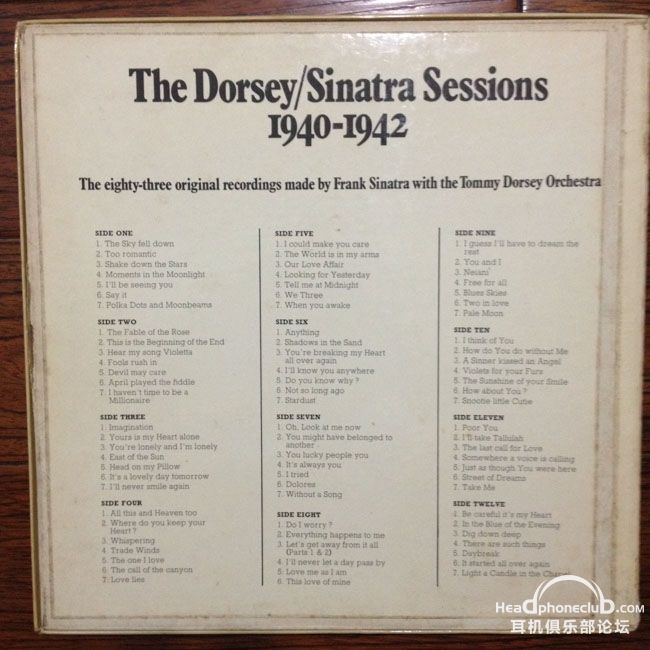 The Dorsey/Sinatra Sessions
1940-1942
The eighty-three original recordings made by Frank Sinatra with the Tommy Dorsey Orchestra
SIDE ONE
1. The Sky fell down
2. Too romantic
3. Shake down the Stars
4. Moments in the Moonlight
5. I'll be seeing you
6. Say it
7. Polka Dots and Moonbeams
SIDE TWO
1. The Fable of the Rose
2. This is the Beginning of the End
3. Hear my song Violetta
4. Fools rush in
5. Devil may care
6. April played the fiddle
7. I haven't time to be a
Millionaire
SIDE THREE
1. Imagination
2. Yours is my Heart alone
3. You're lonely and I'm lonely
4. East of the Sun
5. Head on my Pillow
6. It's a lovely day tomorrow
7. I'll never smile again
SIDE FOUR
1. All this and Heaven too
2. Where do you keep your
Heart?
3. Whispering
4. Trade Winds
5. The one I love
6. The call of the canyon
7. Love lies
SIDE FIVE
1. I could make you care
2. The World is in my arms
3. Our Love Affair
4. Looking for Yesterday
5. Tell me at Midnight
6. We Three
7. When you awake
SIDE SIX
1. Anything
2. Shadows in the Sand
3. You're breaking my Heart
all over again
4. I'll know you anywhere
5. Do you know why?
6. Not so long ago
7. Stardust
SIDE SEVEN
1. Oh, Look at me now
2. You might have belonged to
another
3. You lucky people you
4. It's always you
5. I tried
6. Dolores
7. Without a Song
SIDE EIGHT
1. Do I worry?
2. Everything happens to me
3. Let's get away from it all
(Parts 1 & 2)
4. I'll never let a day pass by
5. Love me as I am
6. This love of mine
SIDE NINE
1. I guess I'll have to dream the
rest
2. You and I
3. Neiani
4. Free for all
5. Blues Skies
6. Two in love
7. Pale Moon
SIDE TEN
1. I think of You
2. How do You do without Me
3. A Sinner kissed an Angel
4. Violets for your Furs
5. The Sunshine of your Smile
6. How about You?
7. Snootie little Cutie
SIDE ELEVEN
1. Poor You
2. I'll take Tallulah
3. The last call for Love
4. Somewhere a voice is calling
5. Just as though You were here
6. Street of Dreams
7. Take Me
SIDE TWELVE
1. Be careful it's my Heart
2. In the Blue of the Evening
3. Dig down deep
4. There are such things
5. Daybreak
6. It started all over again
7. Light a Candle in the Chapel
HeadphoneclubD.com
耳机俱乐部论坛